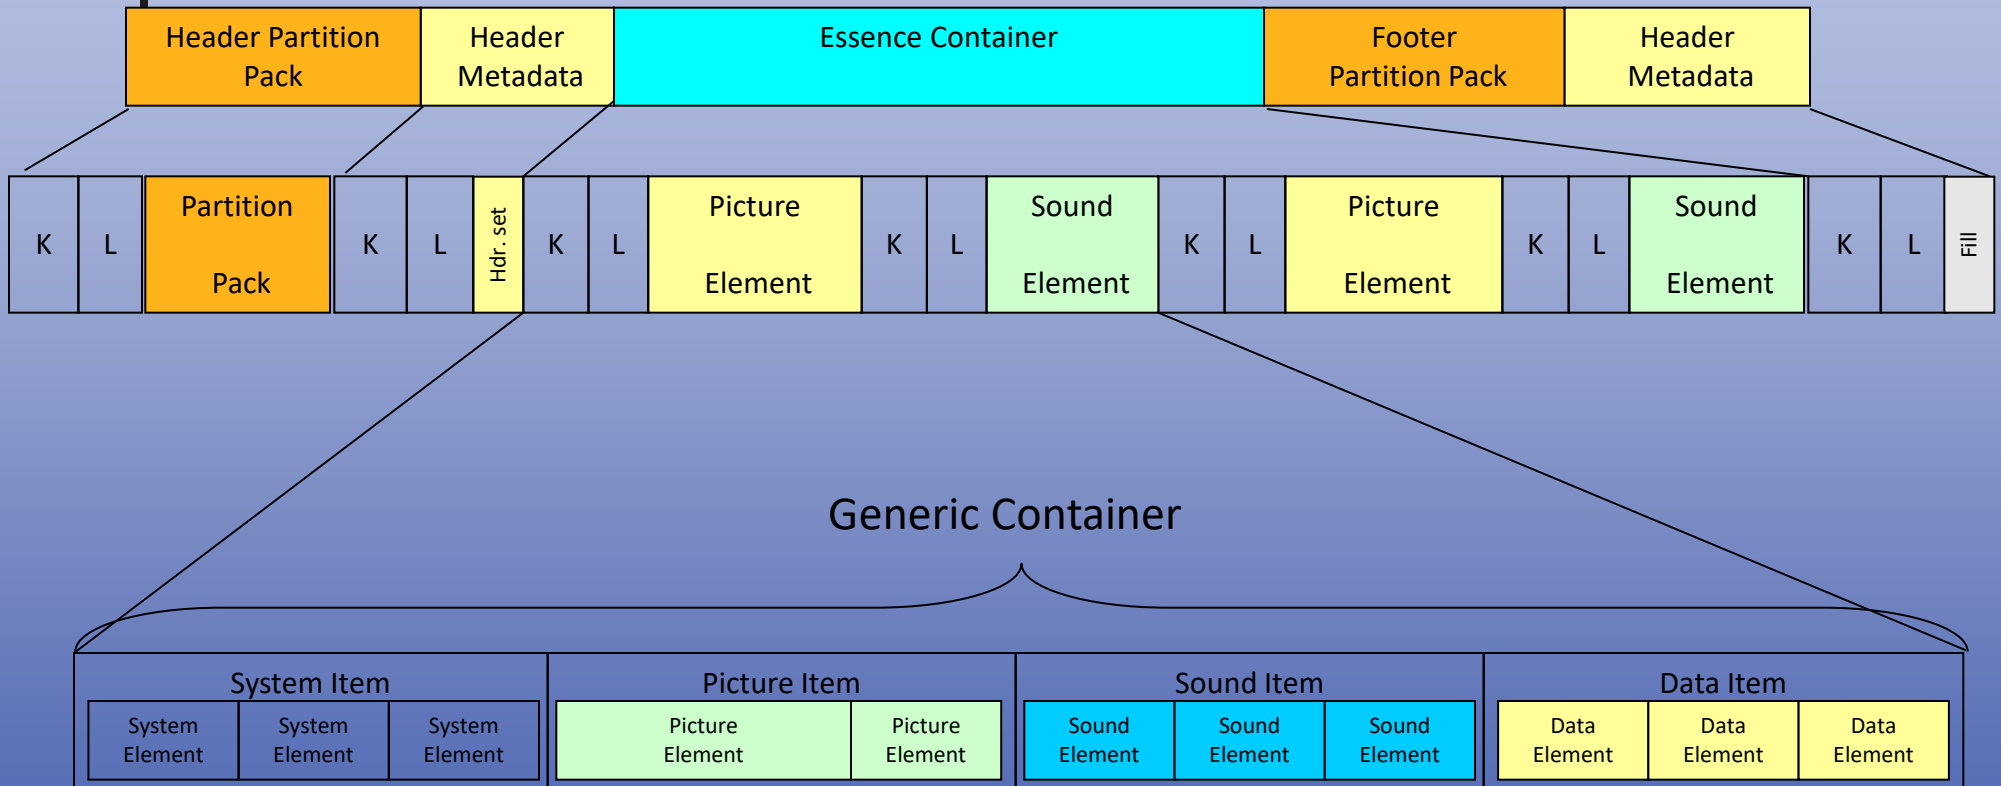 Header Partition
Pack
Header
Metadata
Essence Container
Footer
Partition Pack
Header
Metadata
K
L
Partition
Pack
K
L
Hdr. set
K
L
Picture
Element
K
L
Sound
Element
K
L
Picture
Element
K
L
Sound
Element
K
L
Fill
Generic Container
System Item
System
Element
System
Element
System
Element
Picture Item
Picture
Element
Picture
Element
Sound Item
Sound
Element
Sound
Element
Sound
Element
Data Item
Data
Element
Data
Element
Data
Element